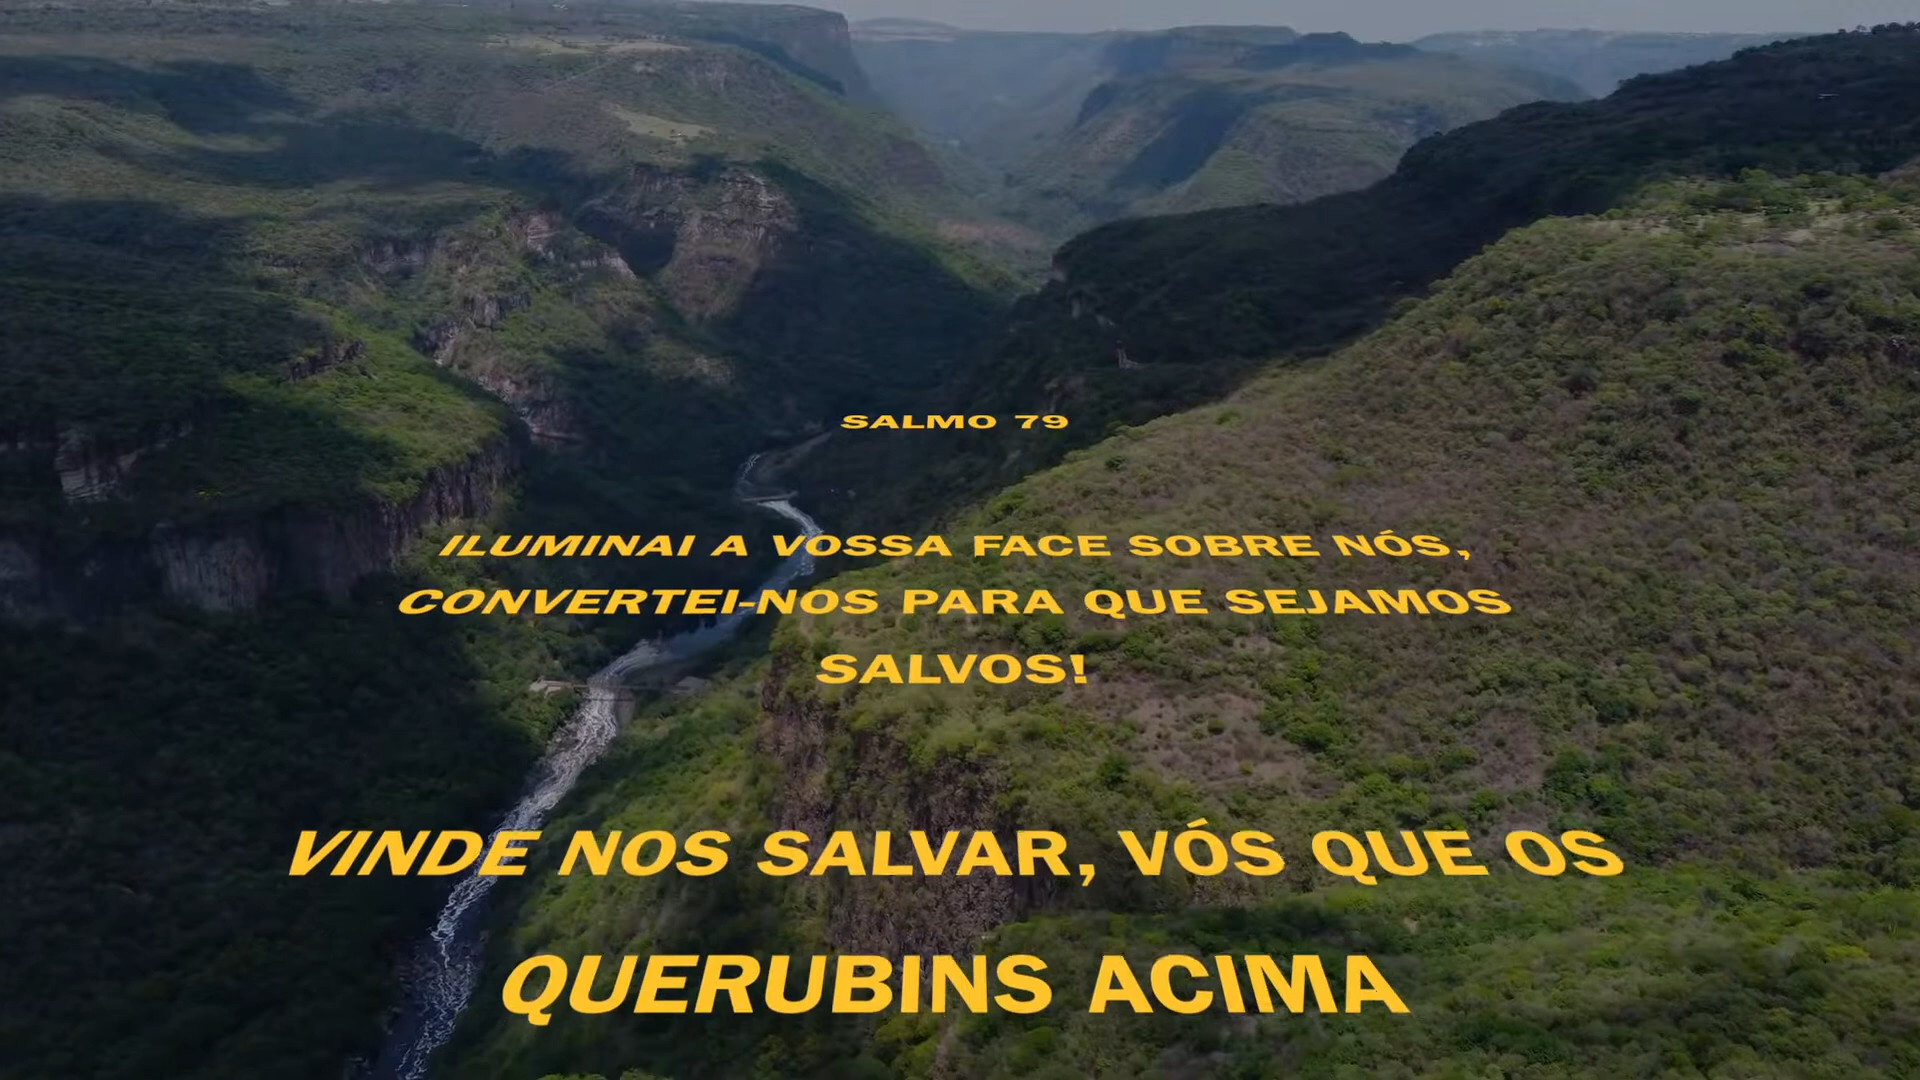 SALMO 79
ILUMINAI A VOSSA FACE SOBRE NÓS,
CONVERTEI-NOS PARA QUE SEJAMOS
SALVOS!
VINDE NOS SALVAR, VÓS QUE OS
QUERUBINS ACIMA